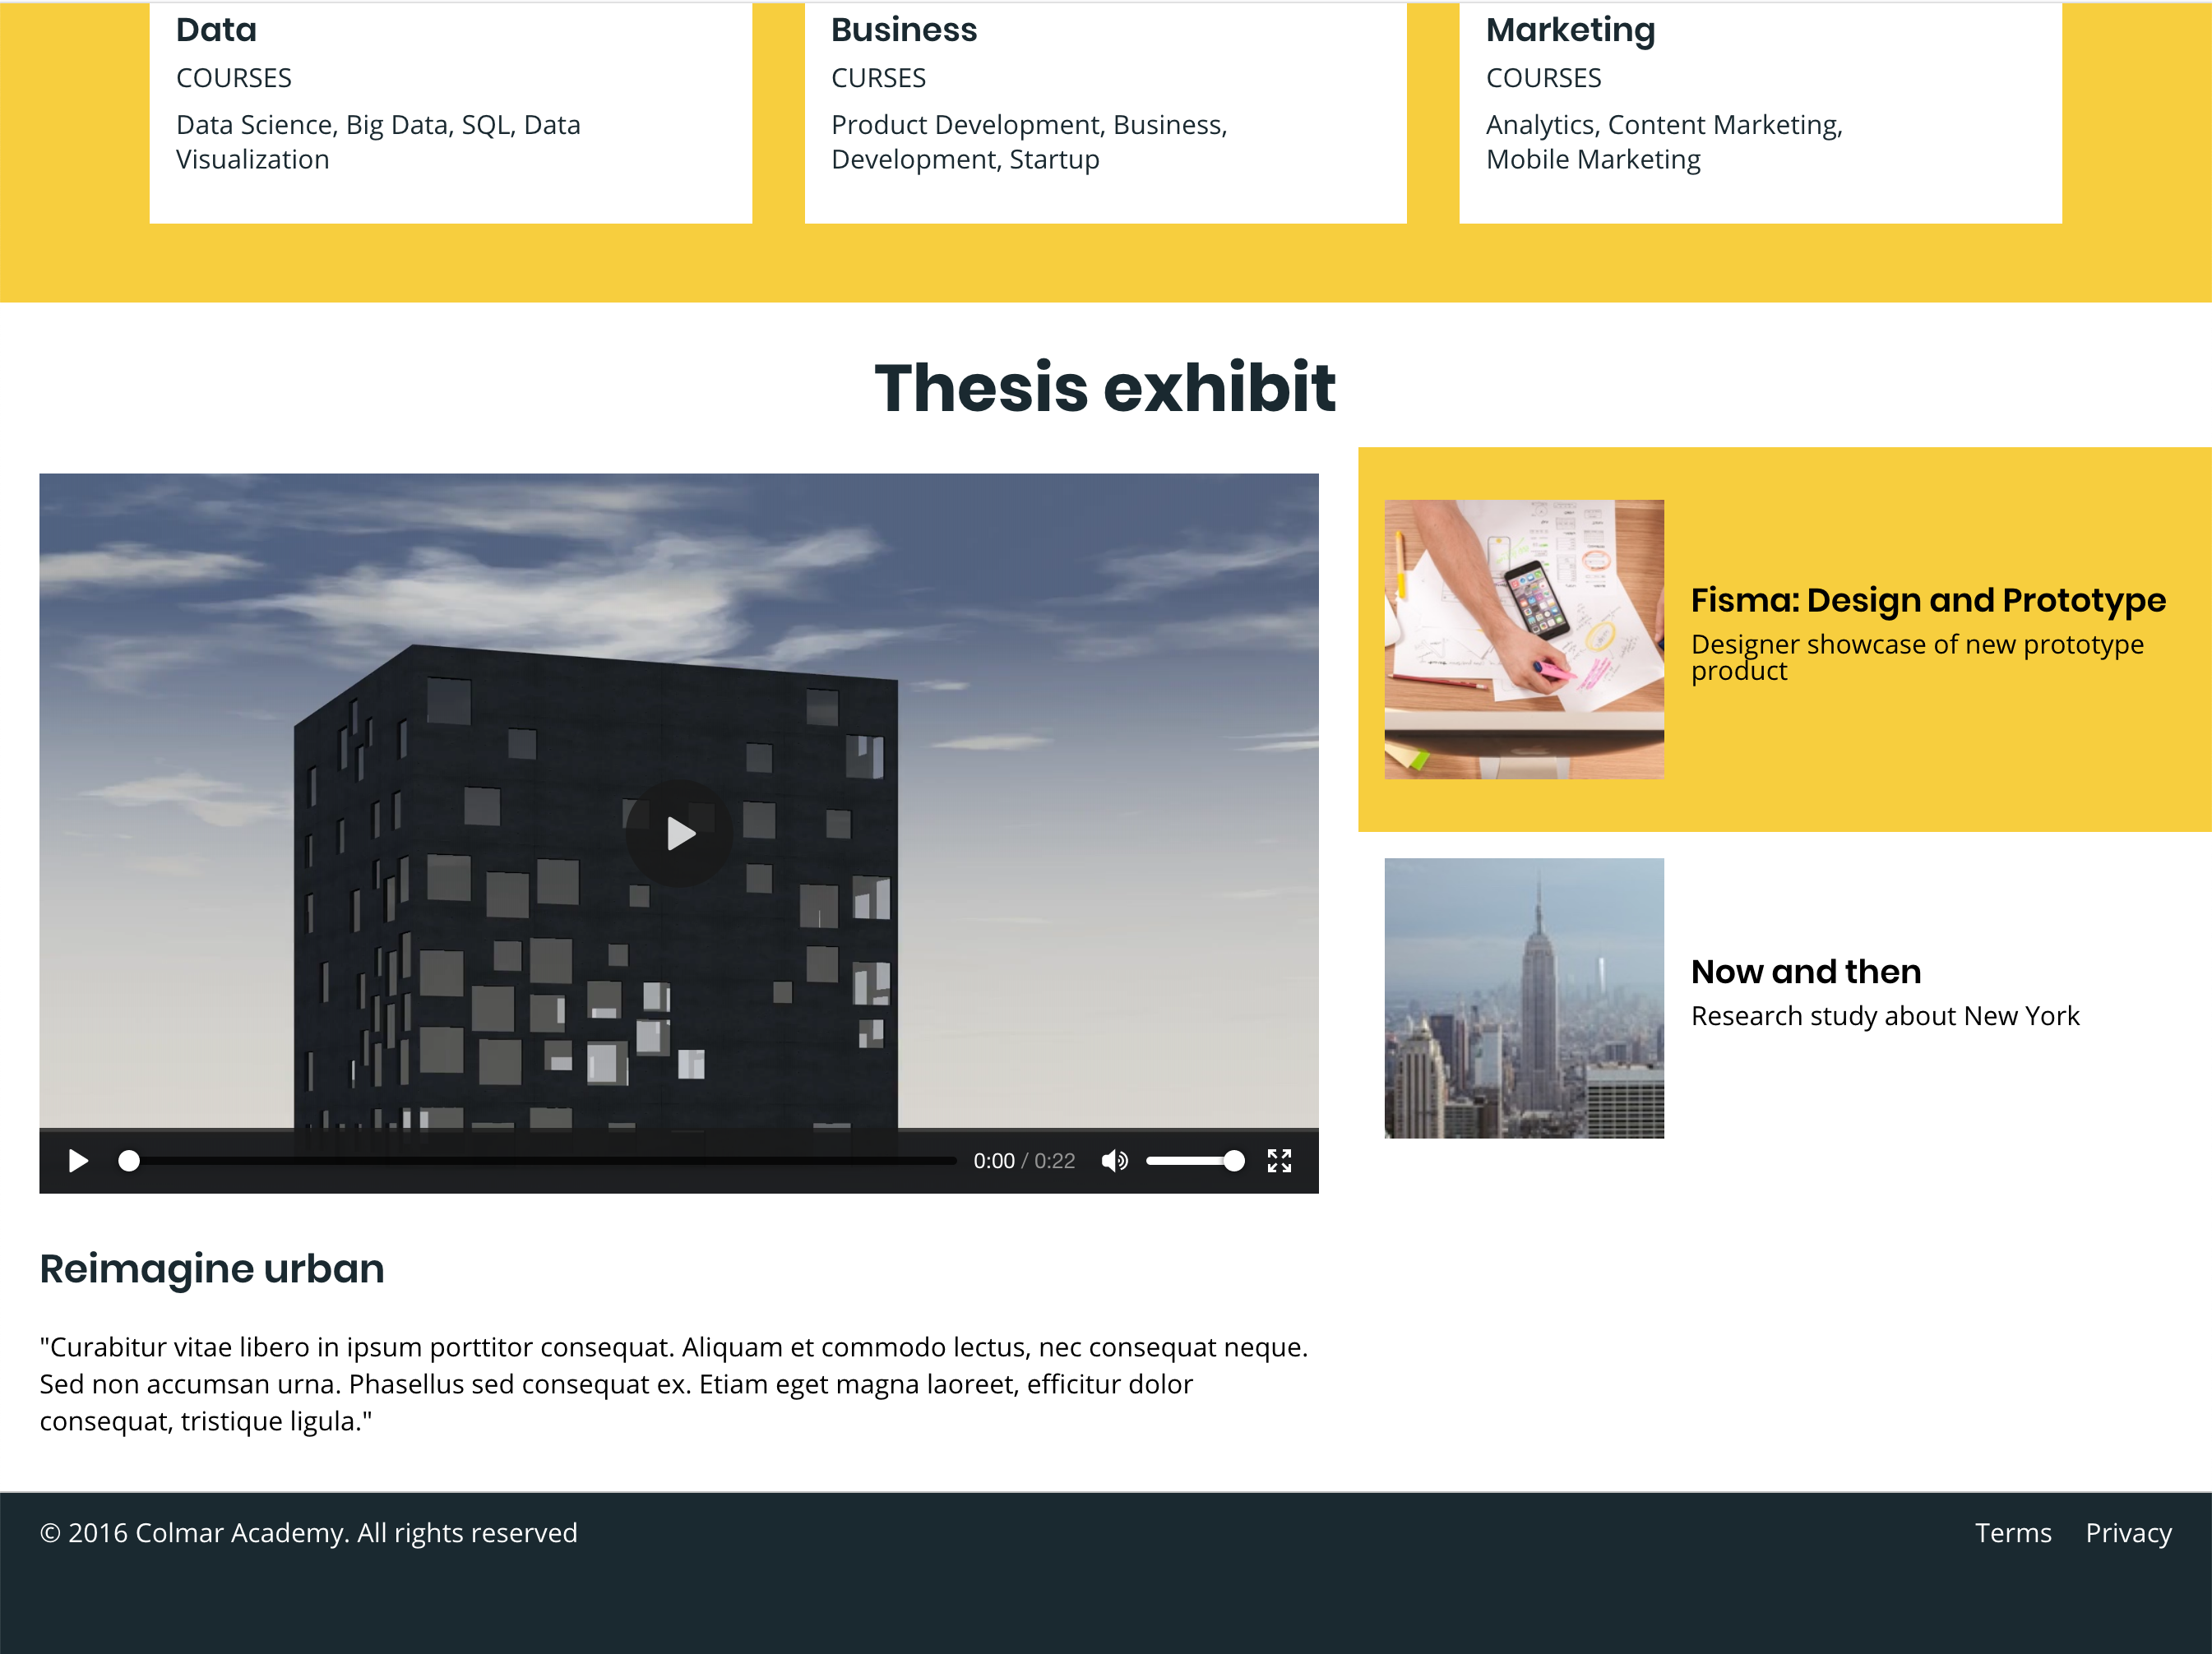 Data
COURSES
Data Science, Big Data, SQL, Data
Visualization
Business
CURSES
Product Development, Business,
Development, Startup
Marketing
COURSES
Analytics, Content Marketing,
Mobile Marketing
Thesis exhibit
0:00 / 0:22
Reimagine urban
"Curabitur vitae libero in ipsum porttitor consequat. Aliquam et commodo lectus, nec consequat neque.
Sed non accumsan urna. Phasellus sed consequat ex. Etiam eget magna laoreet, efficitur dolor
consequat, tristique ligula."
Fisma: Design and Prototype
Designer showcase of new prototype
product
Now and then
Research study about New York
© 2016 Colmar Academy. All rights reserved
Terms Privacy